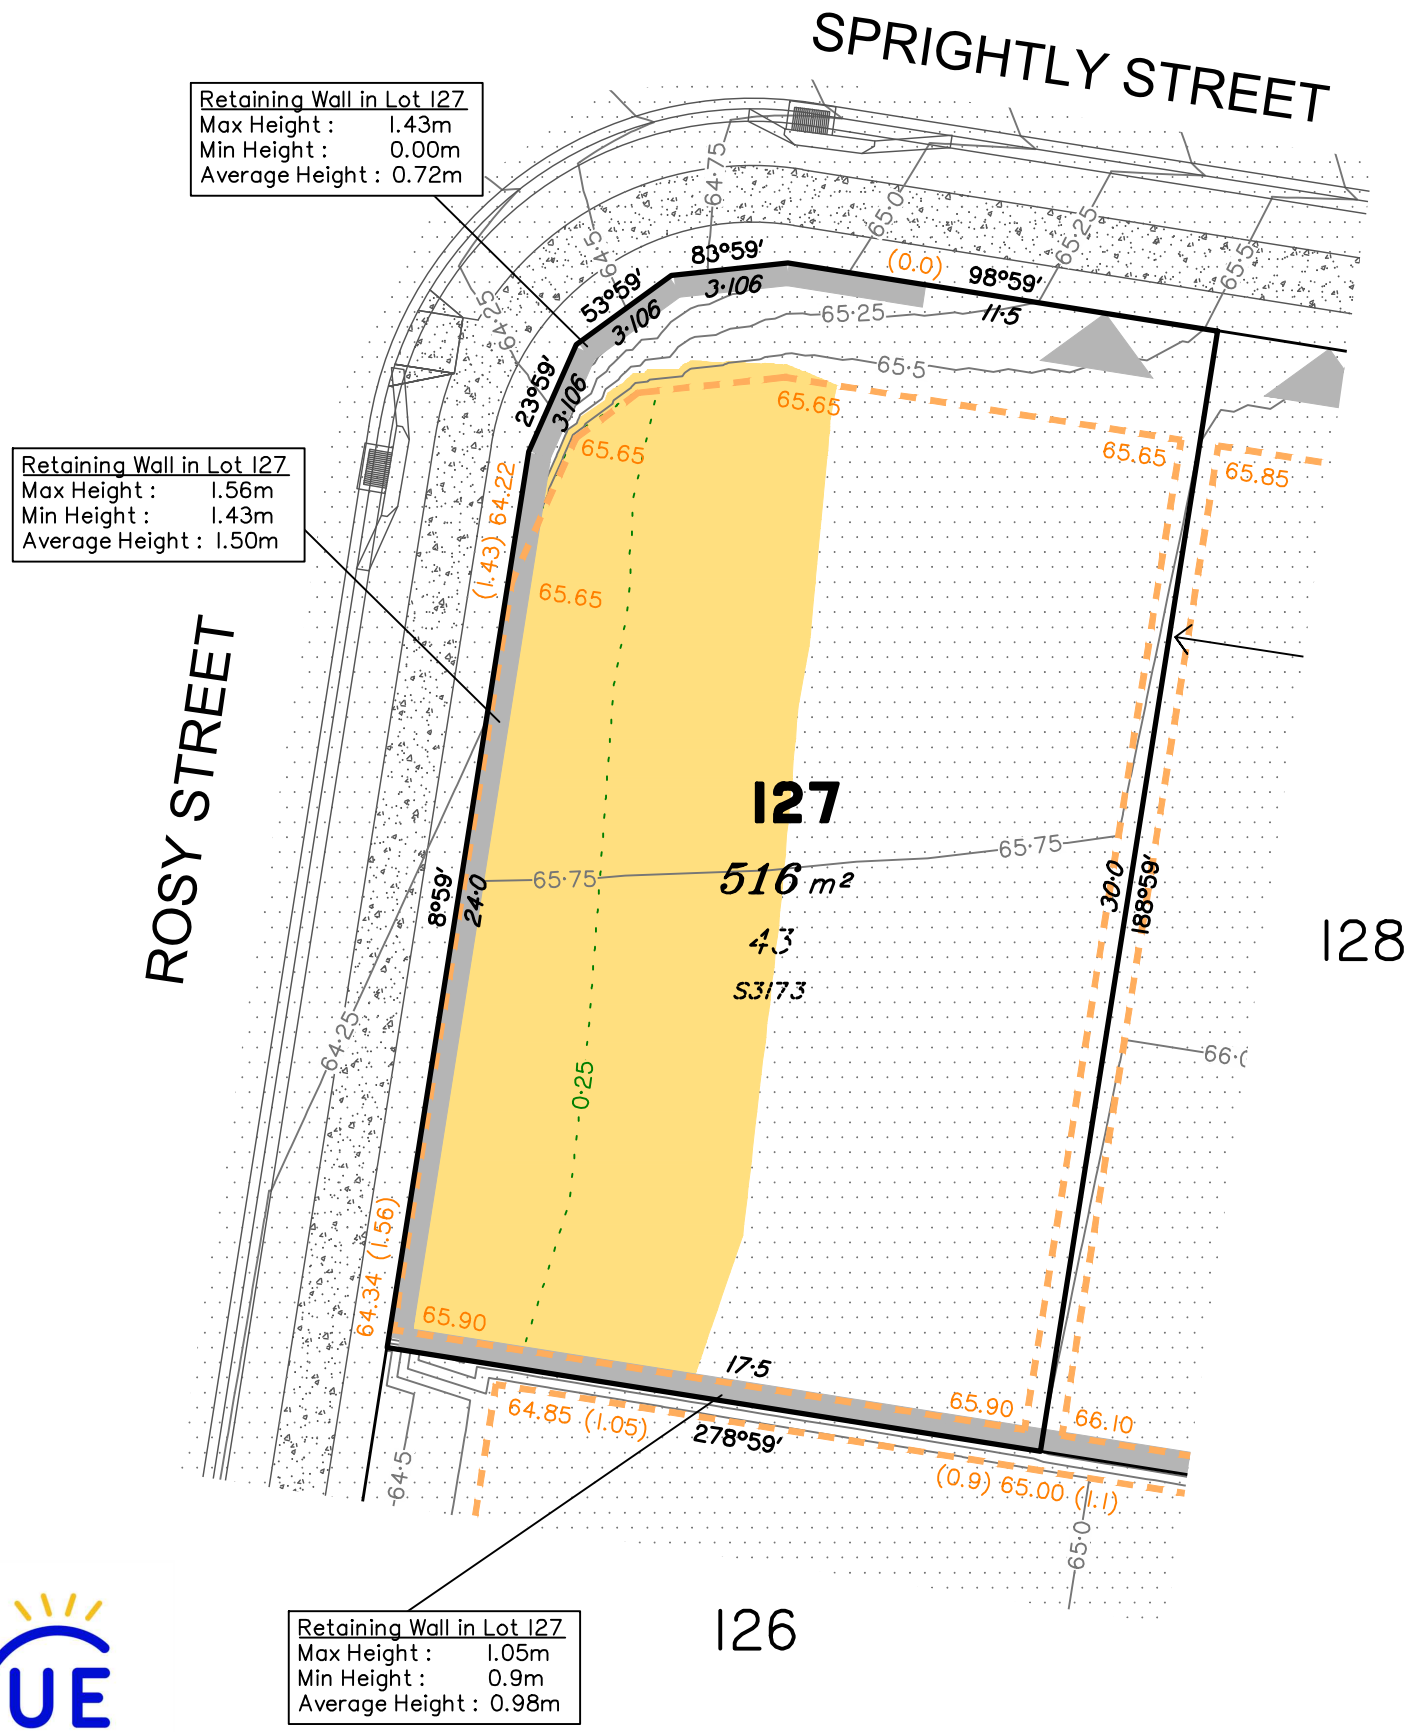 SPRIGHTLY STREET
Retaining Wall in Lot 127
Max Height : 1.43m
Min Height : 0.00m
Average Height : 0.72m
64·75
65·0
65·25
65·5
64·5
64·25
83°59'
3·106
(0.0)
98°59'
11·5
53°59'
3·106
23°59'
3·106
65·25
65·5
65.65
65.65
65.65
65.85
Retaining Wall in Lot 127
Max Height : 1.56m
Min Height : 1.43m
Average Height : 1.50m
(1.43) 64.22
65.65
ROSY STREET
127
516 m²
43
S3173
65·75
65·75
8°59'
24·0
30·0
188°59'
128
64·25
66·0
0·25
64.34 (1.56)
65.90
17·5
65.90
66.10
64.85 (1.05)
278°59'
(0.9) 65.00 (1.1)
64·5
65·0
126
Retaining Wall in Lot 127
Max Height : 1.05m
Min Height : 0.9m
Average Height : 0.98m
UE